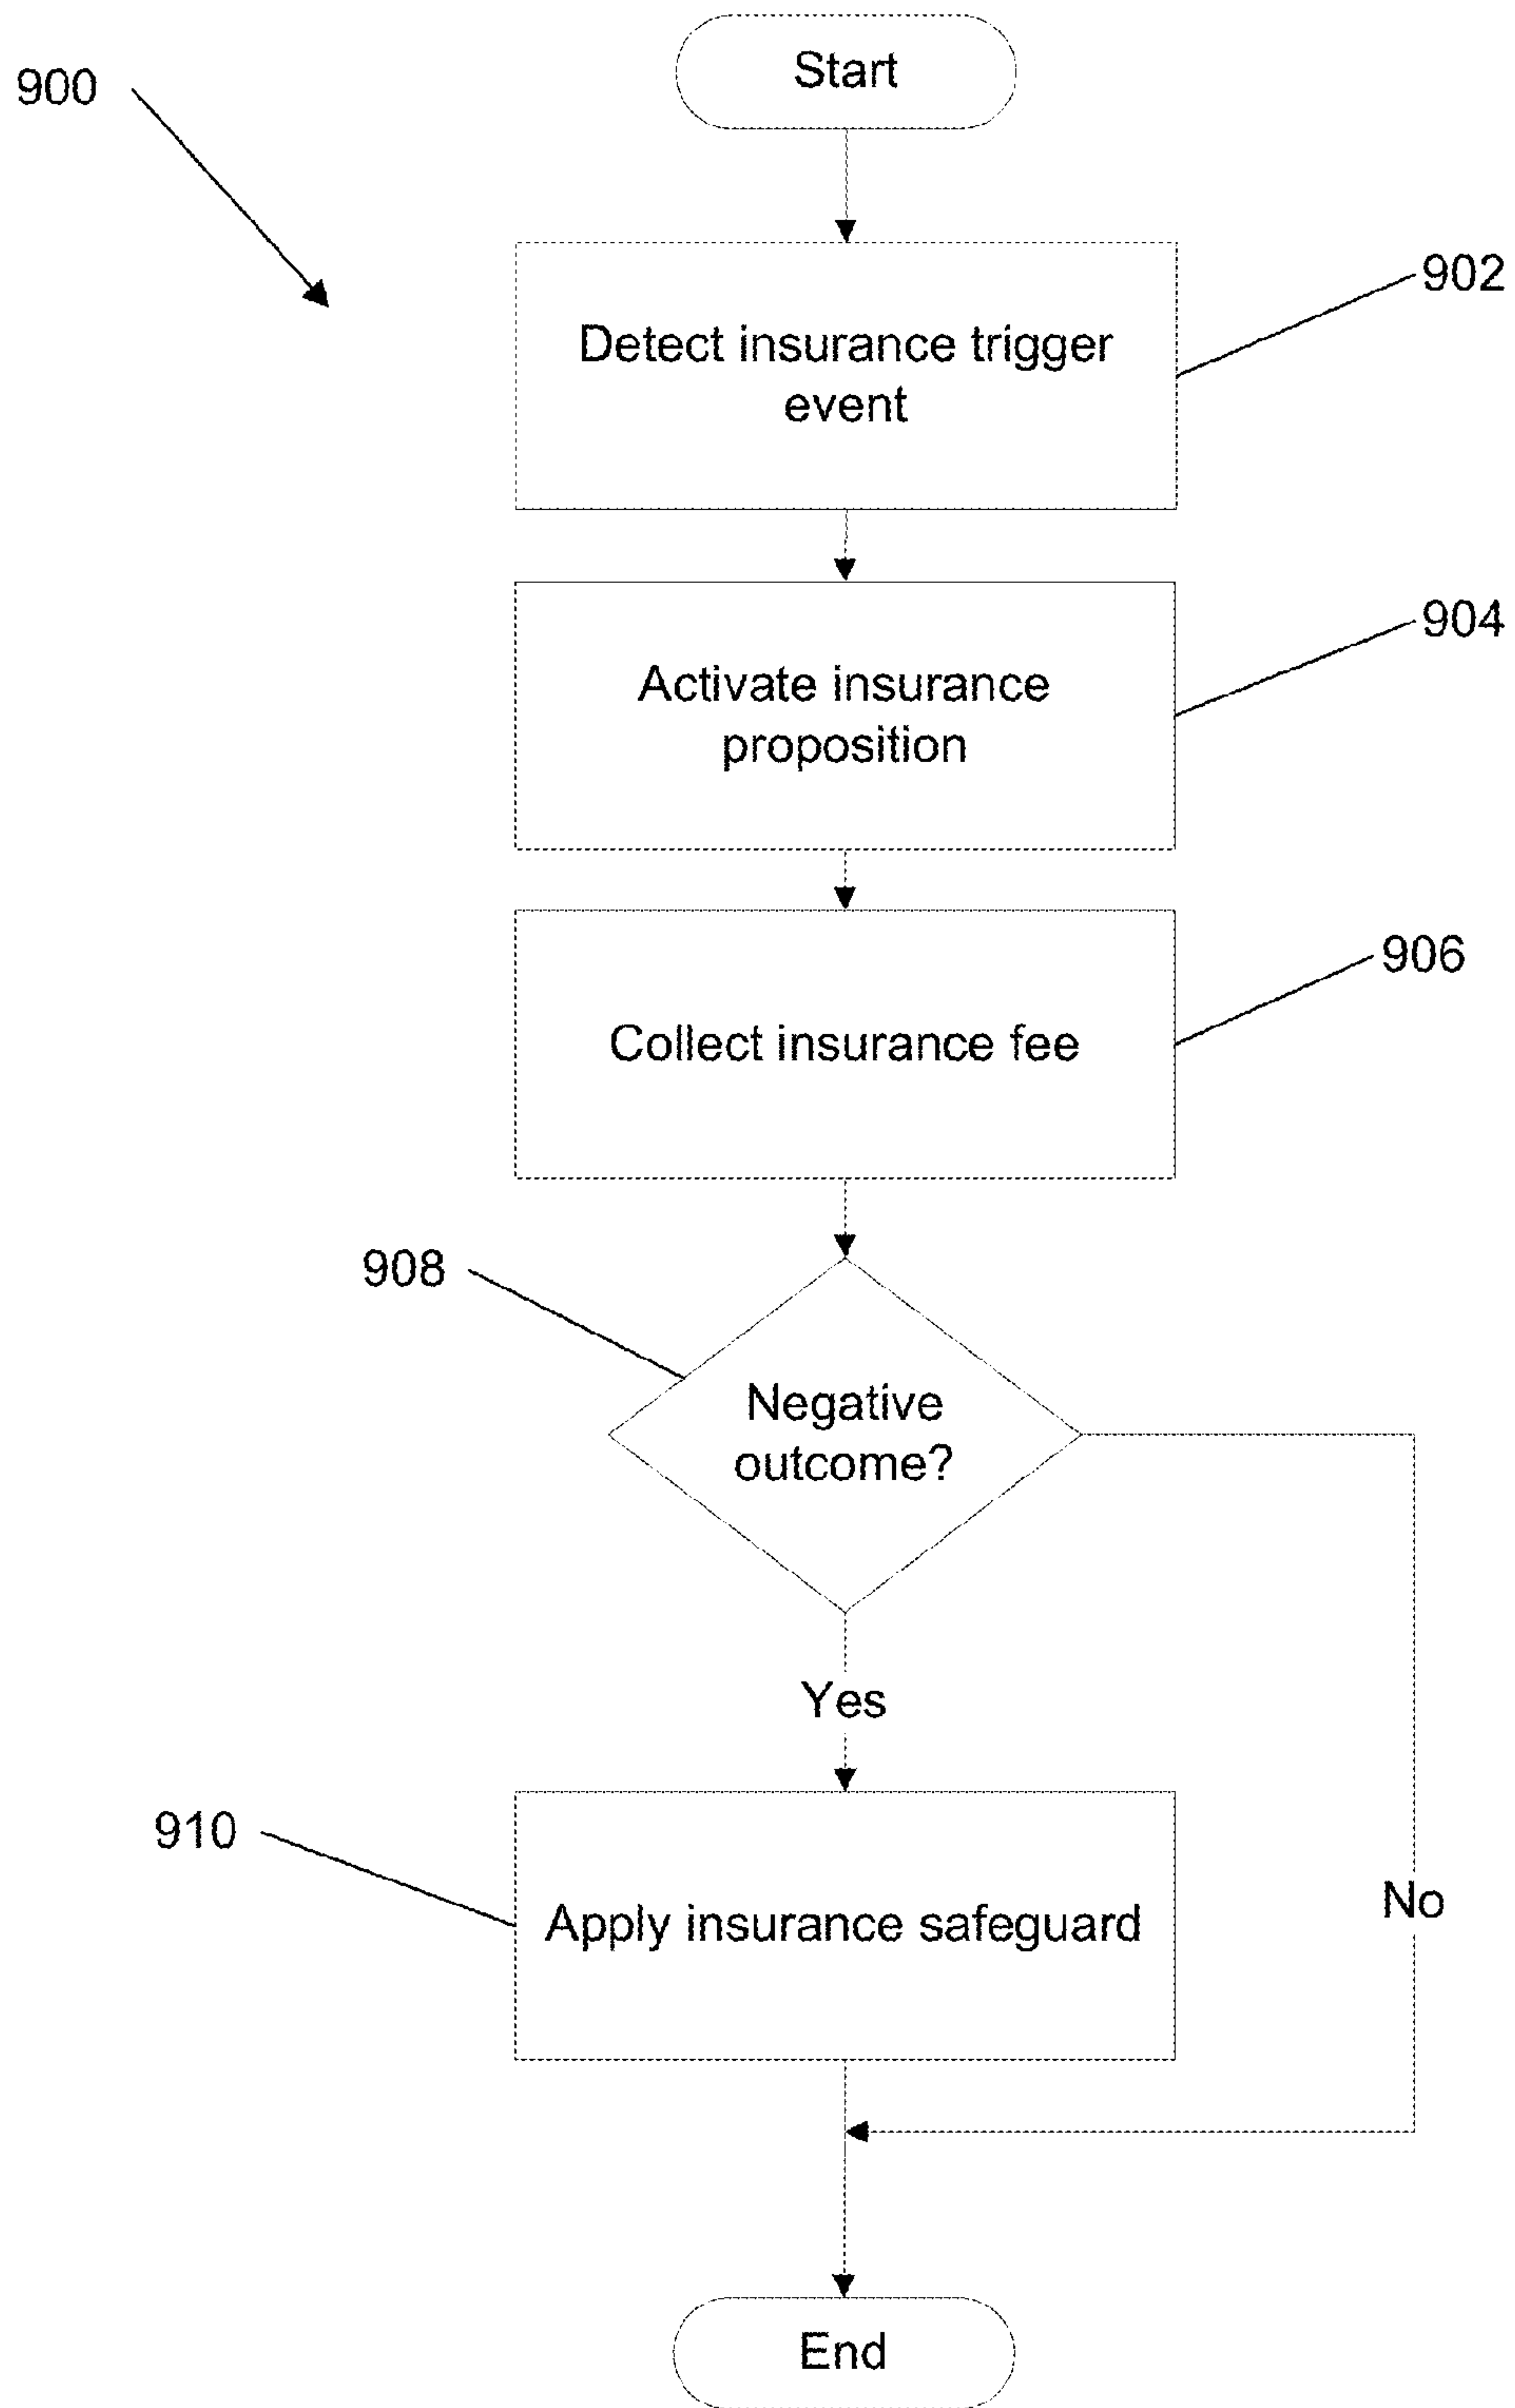 Start
900
902
Detect insurance trigger
event
904
Activate insurance
proposition
906
Collect insurance fee
908
Negative
outcome?
Yes
910
No
Apply insurance safeguard
End